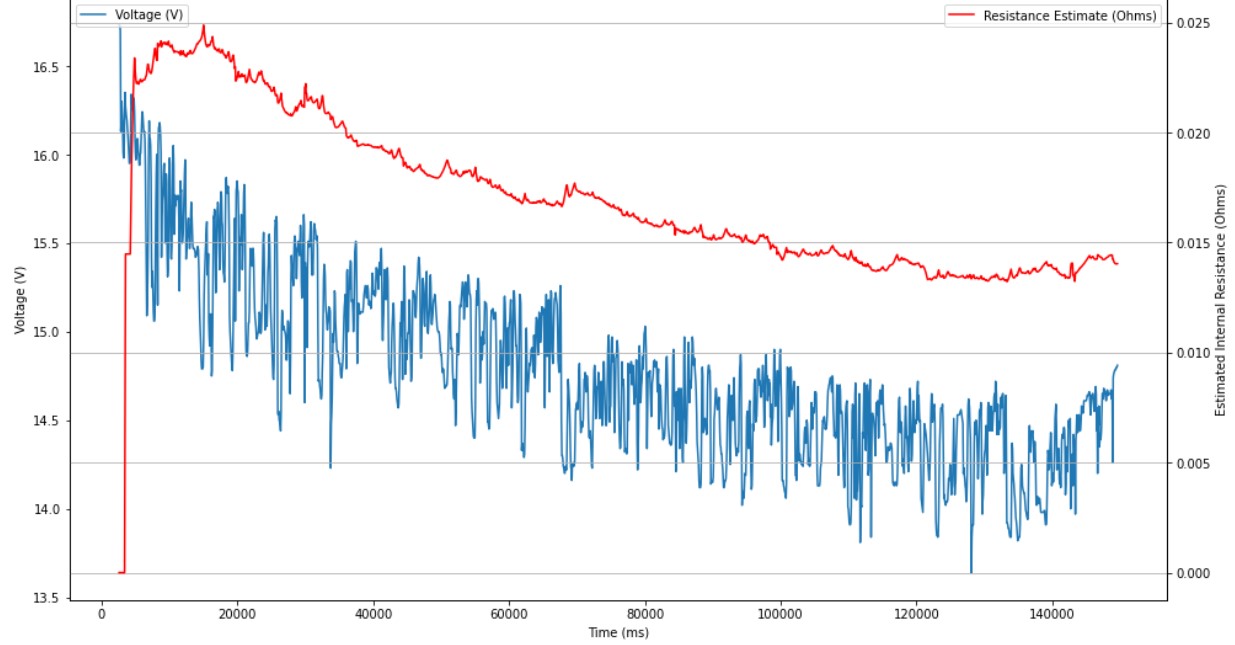 Voltage (V)
Resistance Estimate (Ohms)
16.5
16.0
15.5
15.0
14.5
14.0
13.5
Voltage (V)
0.025
0.020
0.015
0.010
0.005
0.000
Estimated Internal Resistance (Ohms)
0 20000 40000 60000 80000 100000 120000 140000
Time (ms)